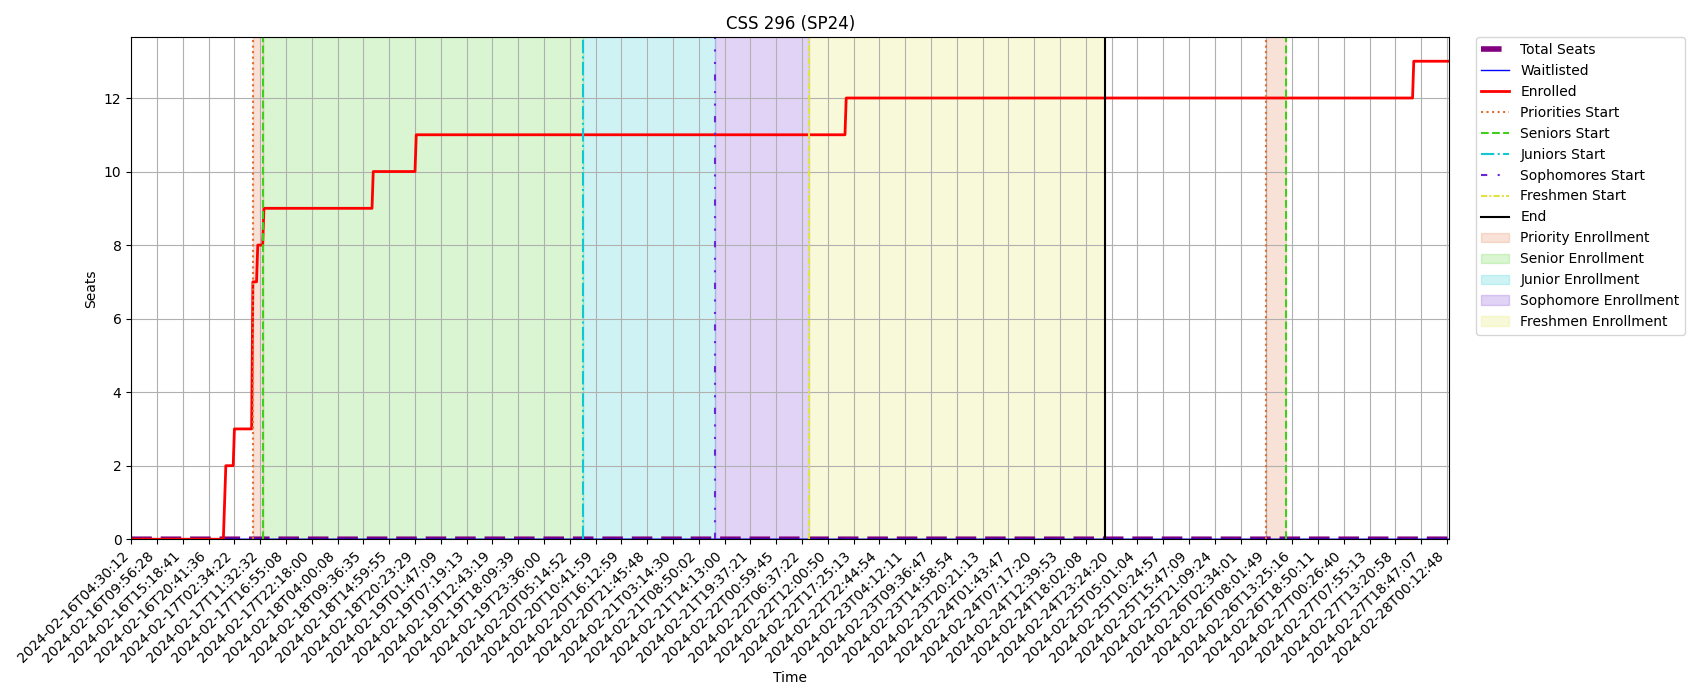 CSS 296 (SP24)
Seats
12
10
8
6
4
2
0
2024-02-16T04:30:12
2024-02-16T09:56:28
2024-02-16T15:18:41
2024-02-16T20:41:36
2024-02-17T02:34:22
2024-02-17T11:32:32
2024-02-17T16:55:08
2024-02-17T22:18:00
2024-02-18T04:00:08
2024-02-18T09:36:35
2024-02-18T14:59:55
2024-02-18T20:23:29
2024-02-19T01:47:09
2024-02-19T07:19:13
2024-02-19T12:43:19
2024-02-19T18:09:39
2024-02-19T23:36:00
2024-02-20T05:14:52
2024-02-20T10:41:59
2024-02-20T16:12:59
2024-02-20T21:45:48
2024-02-21T03:14:30
2024-02-21T08:50:02
2024-02-21T14:13:00
2024-02-21T19:37:21
2024-02-22T00:59:45
2024-02-22T06:37:22
2024-02-22T12:00:50
2024-02-22T17:25:13
2024-02-22T22:44:54
2024-02-23T04:12:11
2024-02-23T09:36:47
2024-02-23T14:58:54
2024-02-23T20:21:13
2024-02-24T01:43:47
2024-02-24T07:17:20
2024-02-24T12:39:53
2024-02-24T18:02:08
2024-02-24T23:24:20
2024-02-25T05:01:04
2024-02-25T10:24:57
2024-02-25T15:47:09
2024-02-25T21:09:24
2024-02-26T02:34:01
2024-02-26T08:01:49
2024-02-26T13:25:16
2024-02-26T18:50:11
2024-02-27T00:26:40
2024-02-27T07:55:13
2024-02-27T13:20:58
2024-02-27T18:47:07
2024-02-28T00:12:48
Time
Total Seats
Waitlisted
Enrolled
Priorities Start
Seniors Start
Juniors Start
Sophomores Start
Freshmen Start
End
Priority Enrollment
Senior Enrollment
Junior Enrollment
Sophomore Enrollment
Freshmen Enrollment